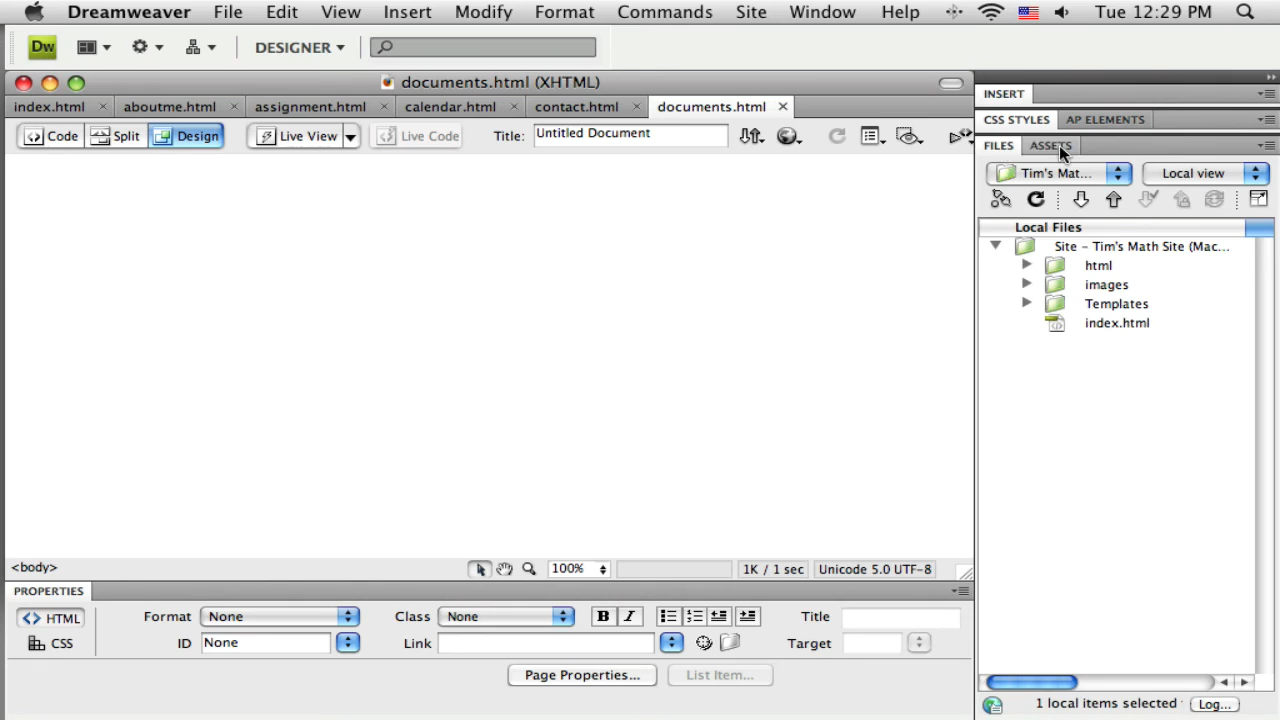 Dreamweaver File Edit View Insert Modify Format Commands Site Window Help Tue 12:29 PM
Dw DESIGNER
documents.html (XHTML)
index.html aboutme.html assignment.html calendar.html contact.html documents.html
Code Split Design Live View Live Code Title: Untitled Document
INSERT
CSS STYLES AP ELEMENTS
FILES ASSETS
Tim's Mat... Local view
Local Files
Site – Tim's Math Site (Mac...
html
images
Templates
index.html
<body> 100% 1K / 1 sec Unicode 5.0 UTF-8
PROPERTIES
<> HTML Format None Class None B I Title
CSS ID None Link Target
Page Properties... List Item...
1 local items selected Log...